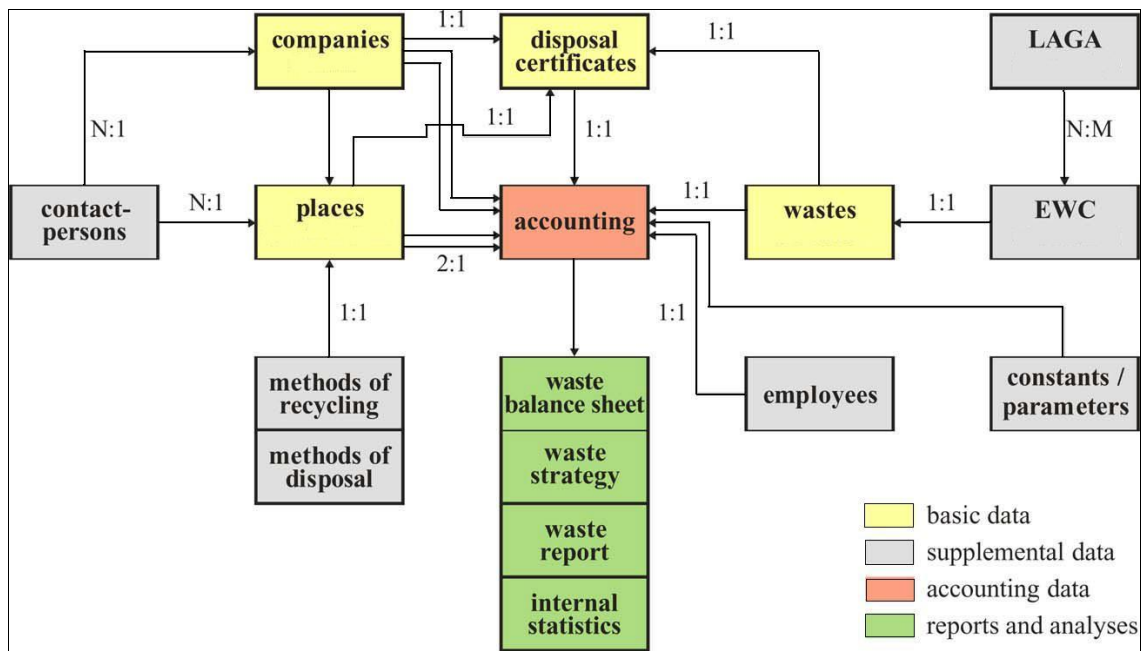 1:1
companies
disposal
certificates
1:1
LAGA
N:1
1:1
1:1
N:M
contact-
persons
N:1
places
accounting
1:1
wastes
1:1
EWC
2:1
1:1
1:1
methods of
recycling
waste
balance sheet
employees
constants /
parameters
methods of
disposal
waste
strategy
waste
report
internal
statistics
basic data
supplemental data
accounting data
reports and analyses